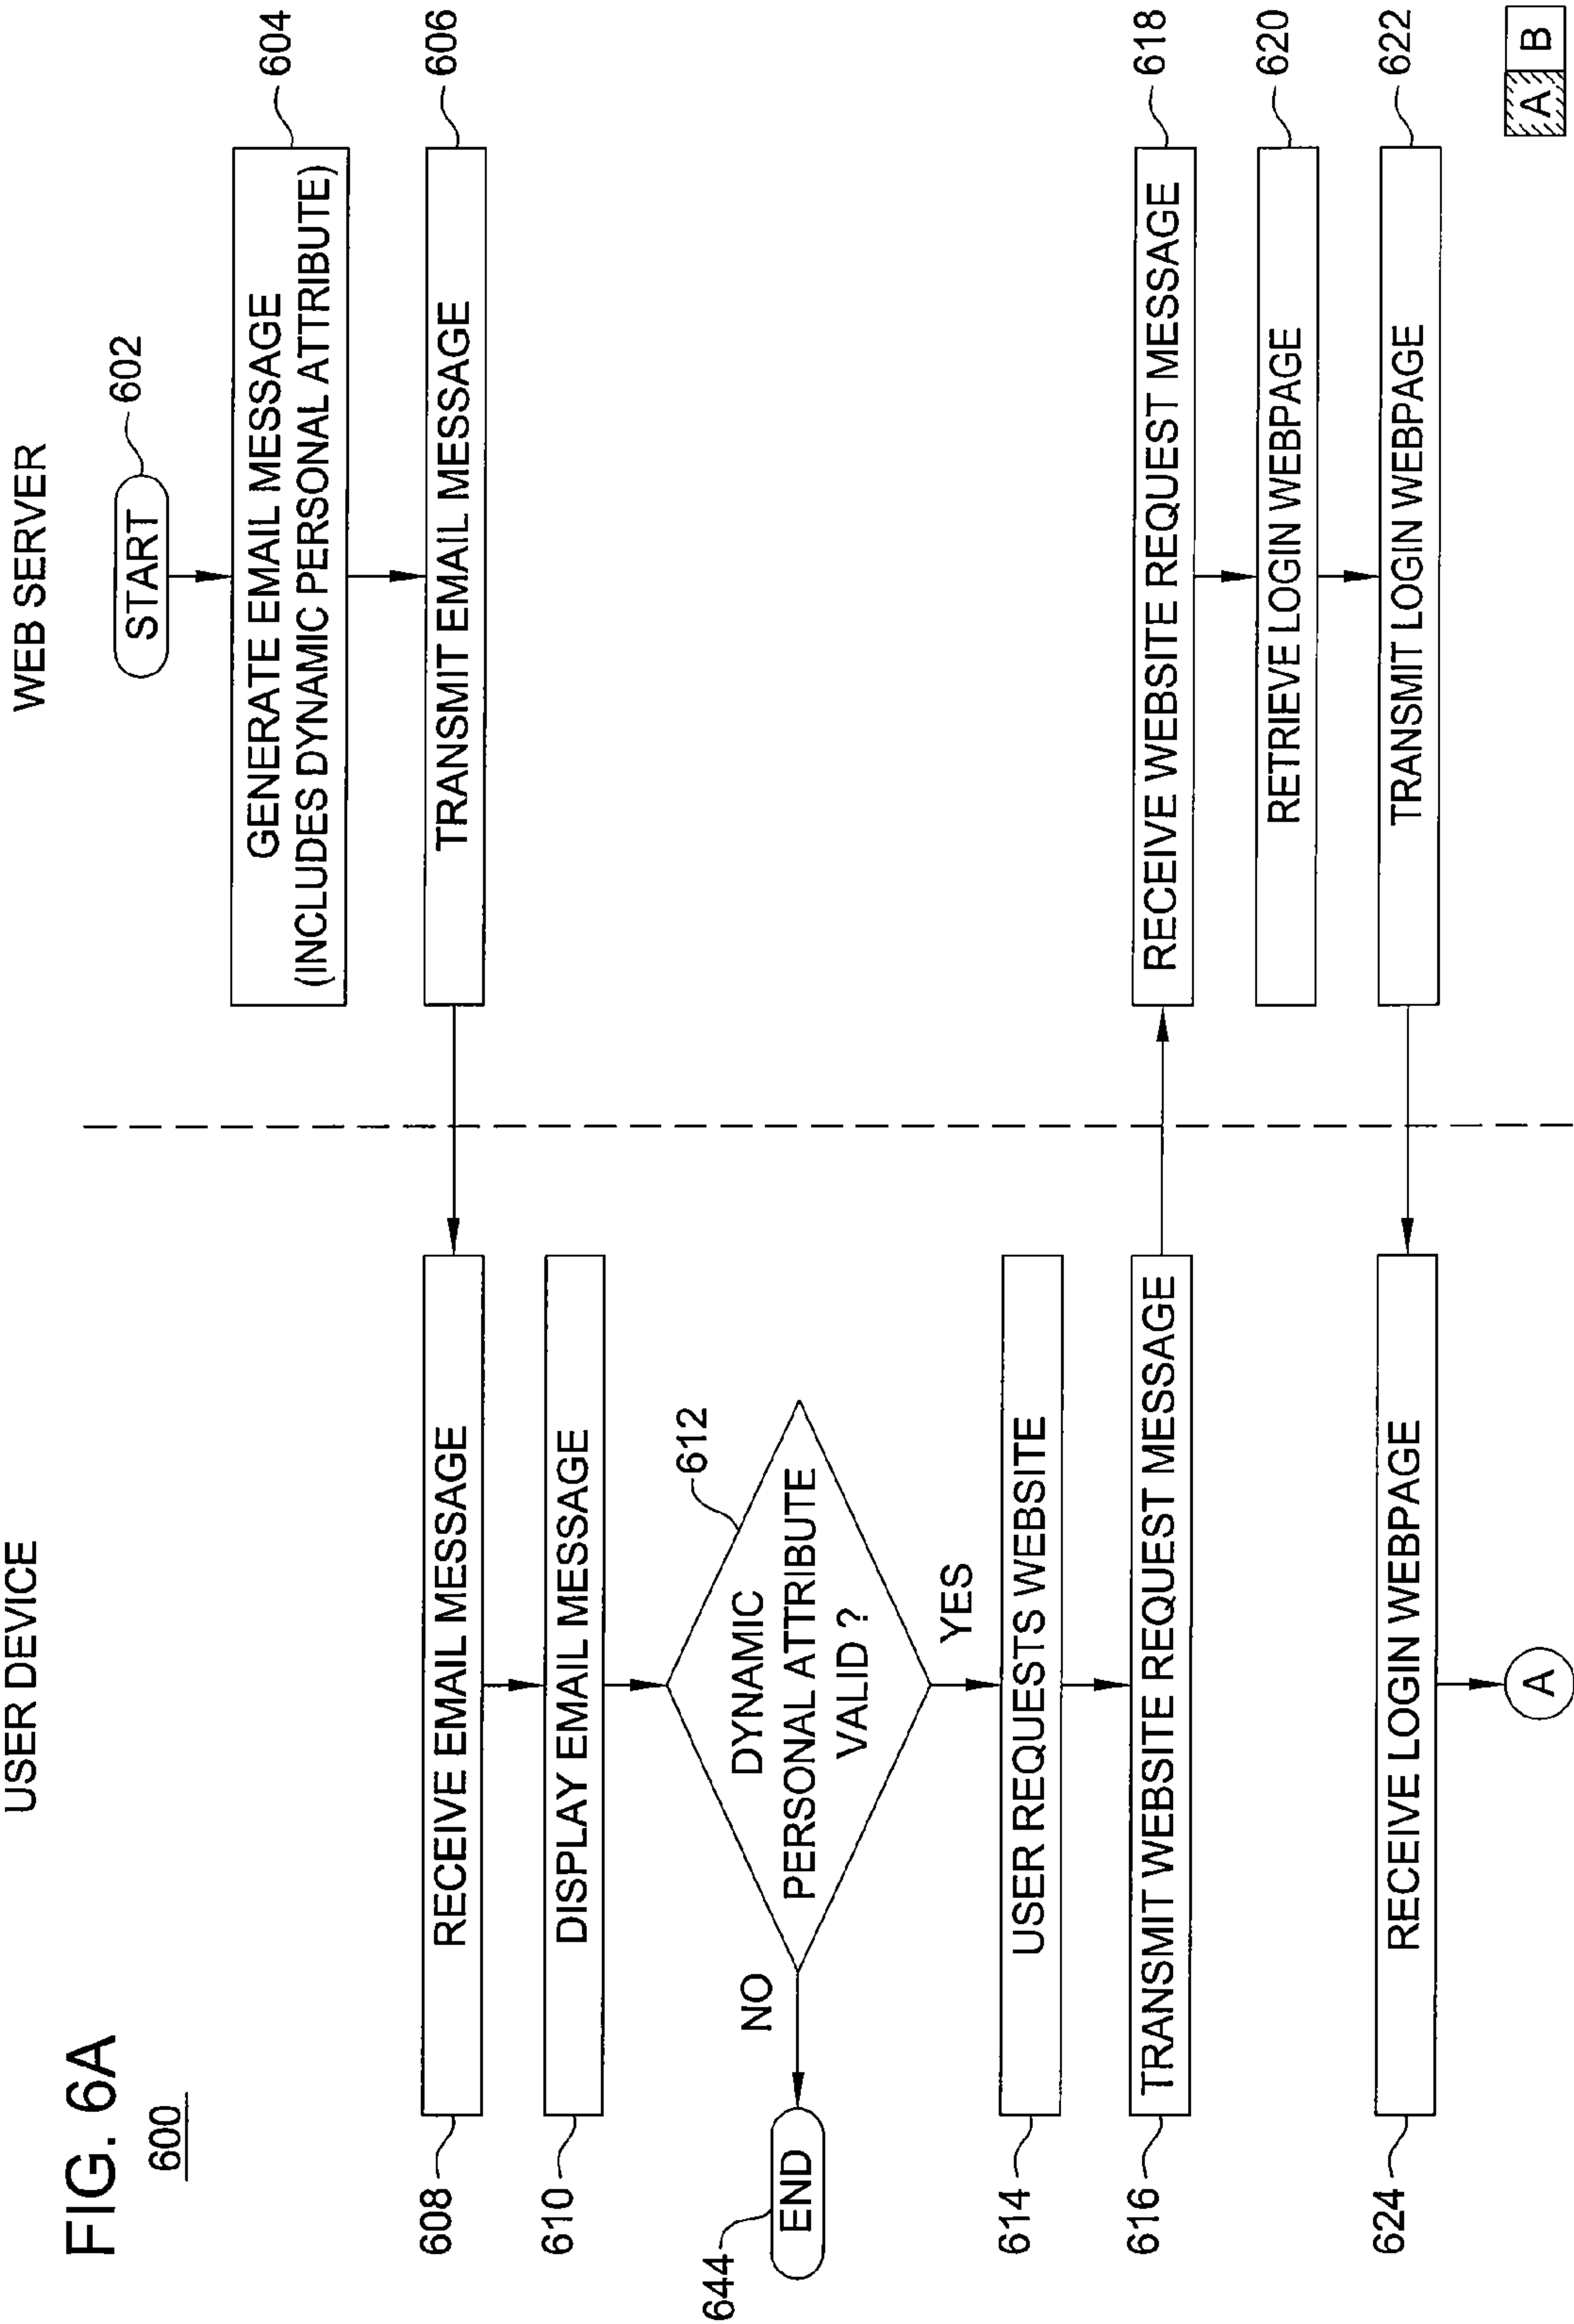 FIG. 6A
600
USER DEVICE
WEB SERVER
START
602
GENERATE EMAIL MESSAGE
(INCLUDES DYNAMIC PERSONAL ATTRIBUTE)
604
TRANSMIT EMAIL MESSAGE
606
608
RECEIVE EMAIL MESSAGE
610
DISPLAY EMAIL MESSAGE
612
DYNAMIC
PERSONAL ATTRIBUTE
VALID ?
NO
644
END
YES
614
USER REQUESTS WEBSITE
616
TRANSMIT WEBSITE REQUEST MESSAGE
RECEIVE WEBSITE REQUEST MESSAGE
618
RETRIEVE LOGIN WEBPAGE
620
TRANSMIT LOGIN WEBPAGE
622
624
RECEIVE LOGIN WEBPAGE
A
A B